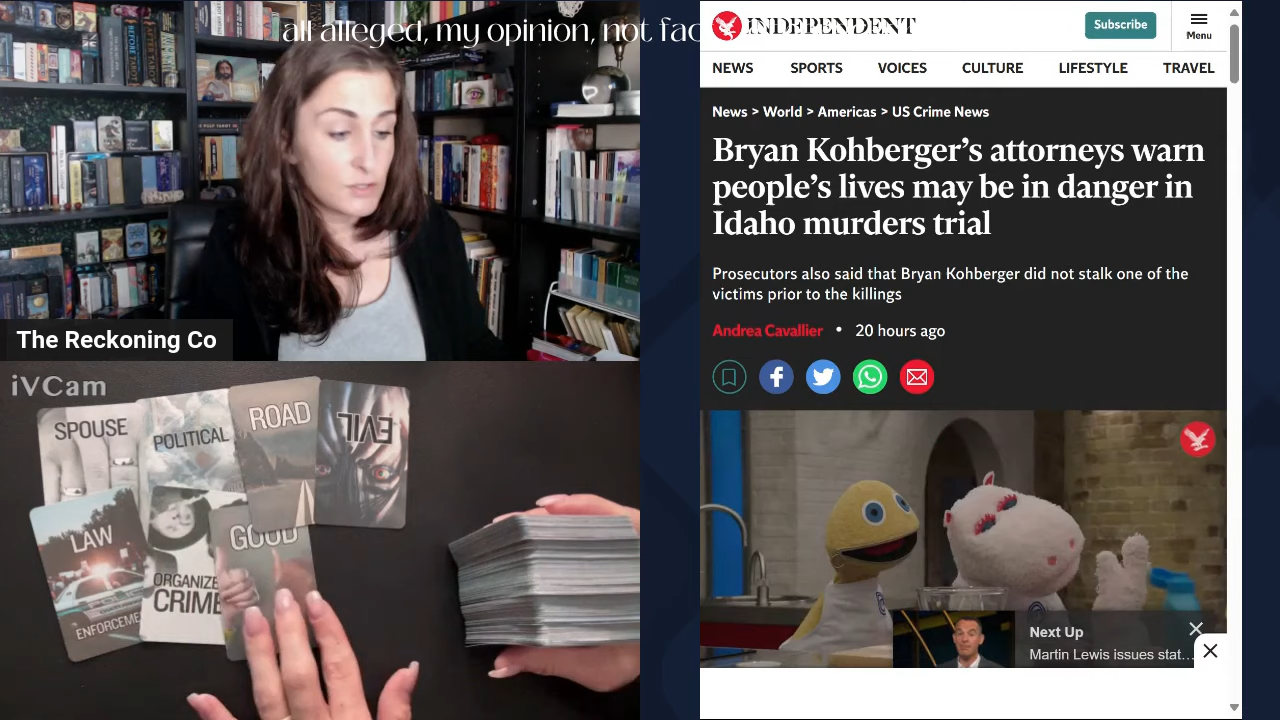 all alleged, my opinion, not fac
The Reckoning Co
iVCam
SPOUSE
POLITICAL
ROAD
EVIL
LAW
ENFORCEME
ORGANIZE
CRIME
GOOD
INDEPENDENT
Subscribe
Menu
NEWS SPORTS VOICES CULTURE LIFESTYLE TRAVEL
News > World > Americas > US Crime News
Bryan Kohberger’s attorneys warn
people’s lives may be in danger in
Idaho murders trial
Prosecutors also said that Bryan Kohberger did not stalk one of the
victims prior to the killings
Andrea Cavallier • 20 hours ago
Next Up
Martin Lewis issues stat...